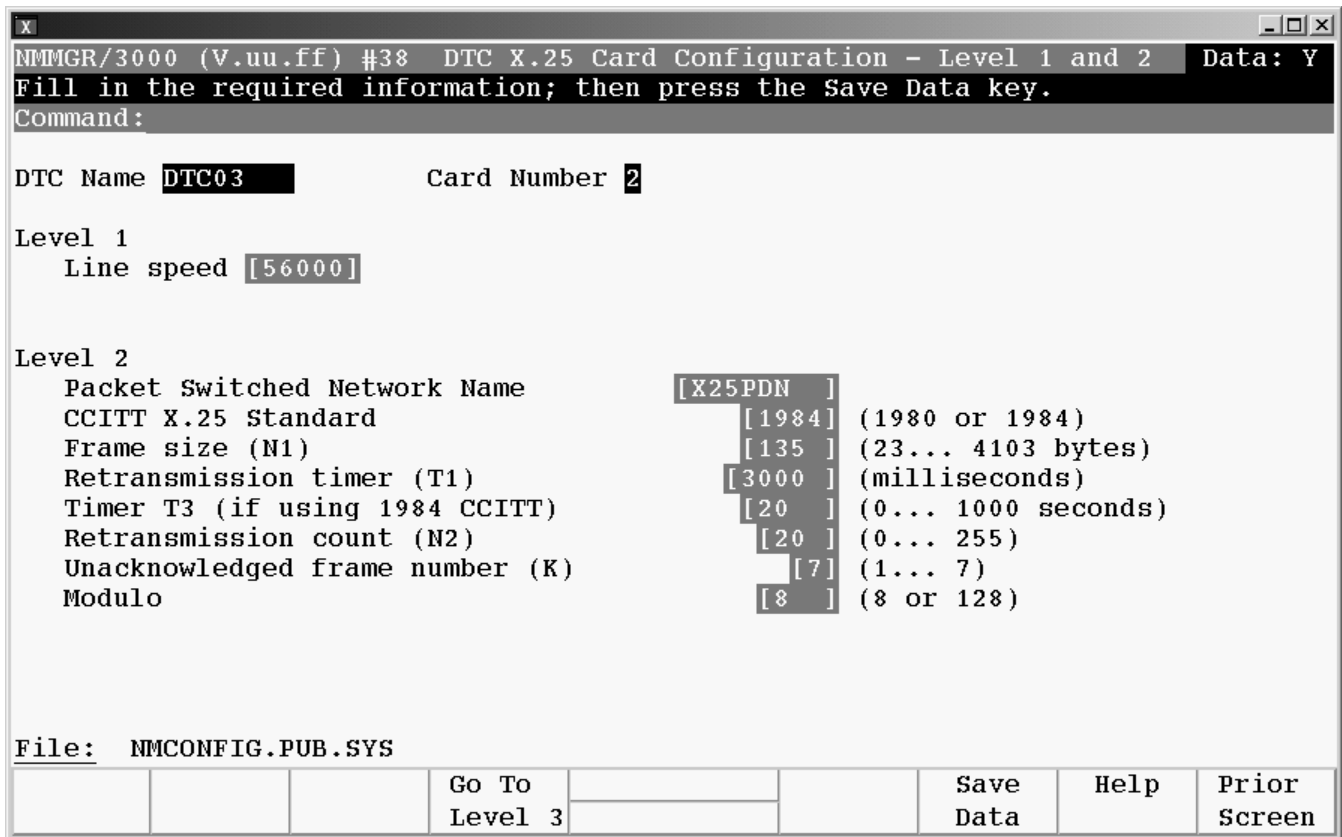 X
NMMGR/3000 (V.uu.ff) #38  DTC X.25 Card Configuration - Level 1 and 2  Data: Y
Fill in the required information; then press the Save Data key.
Command:
DTC Name DTC03  Card Number 2
Level 1
Line speed [56000]
Level 2
Packet Switched Network Name [X25PDN  ]
CCITT X.25 Standard [1984] (1980 or 1984)
Frame size (N1) [135 ] (23... 4103 bytes)
Retransmission timer (T1) [3000 ] (milliseconds)
Timer T3 (if using 1984 CCITT) [20  ] (0... 1000 seconds)
Retransmission count (N2) [20 ] (0... 255)
Unacknowledged frame number (K) [7] (1... 7)
Modulo [8  ] (8 or 128)
File:  NMCONFIG.PUB.SYS
Go To Level 3
Save Data
Help
Prior Screen